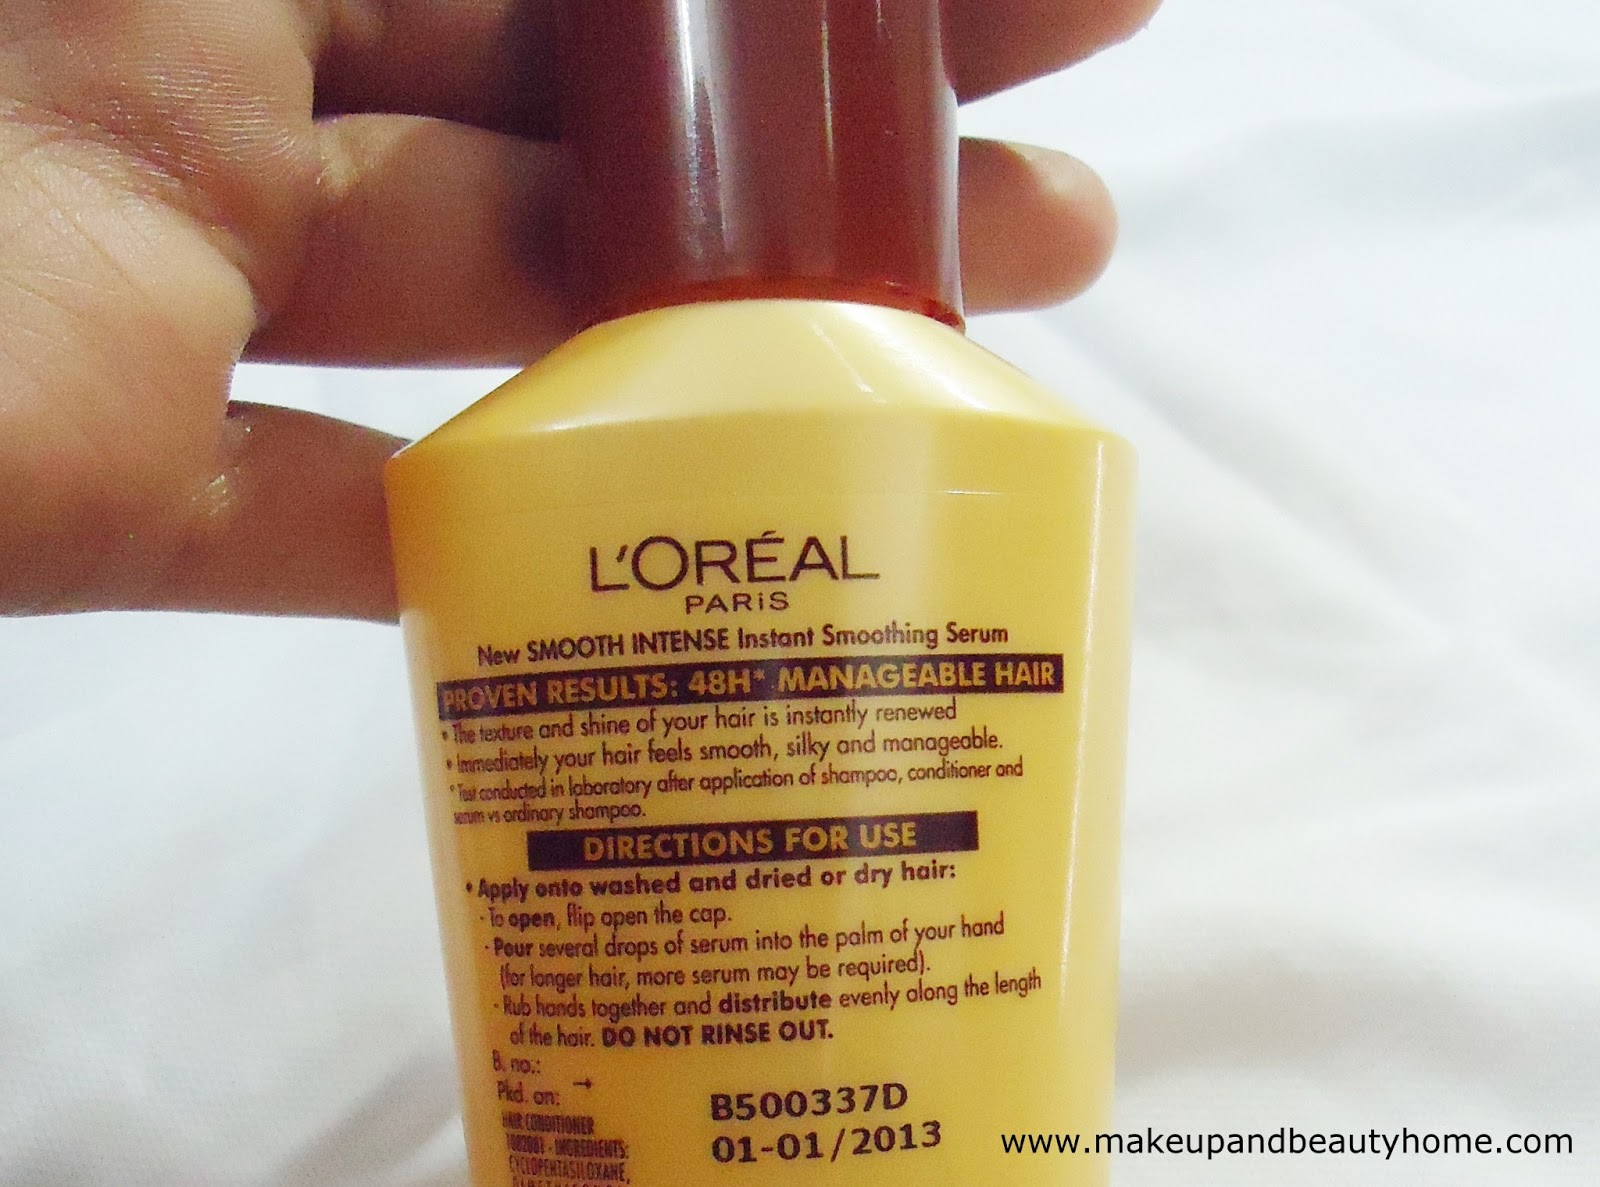 L'ORÉAL
PARiS
New SMOOTH INTENSE Instant Smoothing Serum
PROVEN RESULTS: 48H* MANAGEABLE HAIR
• The texture and shine of your hair is instantly renewed
• Immediately your hair feels smooth, silky and manageable.
*Test conducted in laboratory after application of shampoo, conditioner and
serum vs ordinary shampoo.
DIRECTIONS FOR USE
• Apply onto washed and dried or dry hair:
- To open, flip open the cap.
- Pour several drops of serum into the palm of your hand
(for longer hair, more serum may be required).
- Rub hands together and distribute evenly along the length
of the hair. DO NOT RINSE OUT.
B. no.:
Pkd. on: →
B500337D
01-01/2013
HAIR CONDITIONER
INGREDIENTS:
CYCLOPENTASILOXANE,
www.makeupandbeautyhome.com